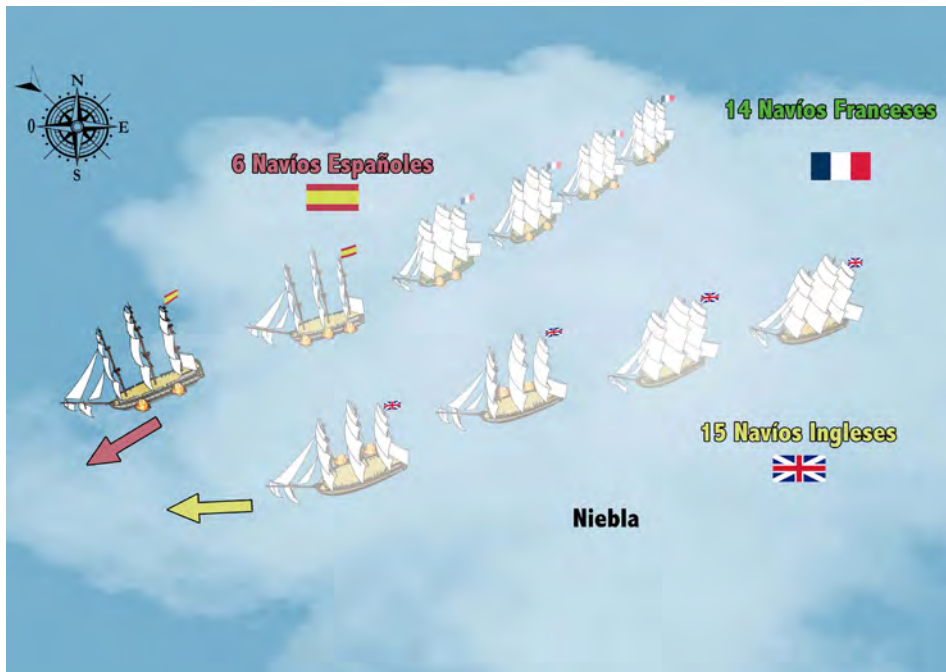 N
O
E
S
14 Navíos Franceses
6 Navíos Españoles
15 Navíos Ingleses
Niebla